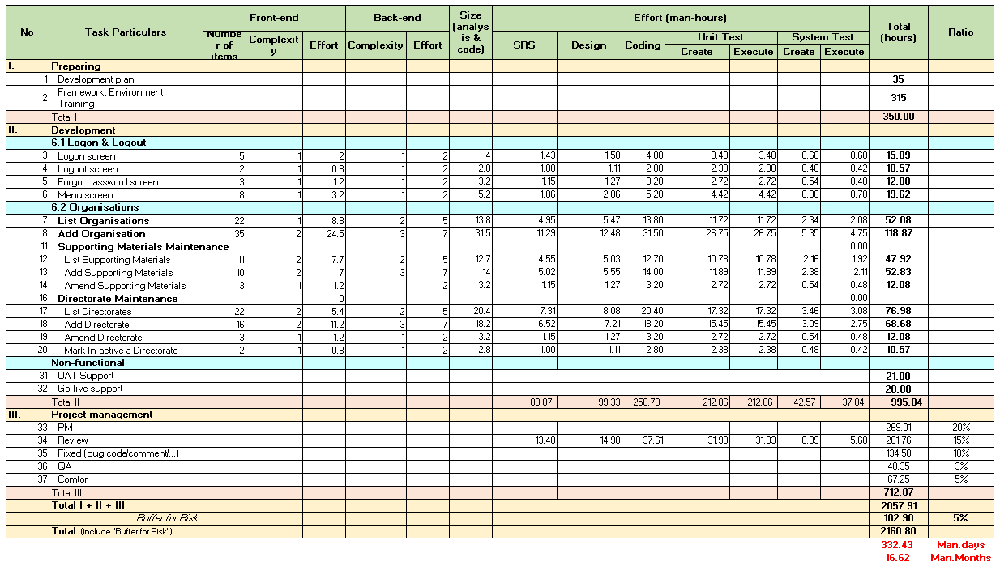 No Task Particulars Front-end Back-end Size (analysis & code) Effort (man-hours) Total (hours) Ratio
Number of items Complexity Effort Complexity Effort SRS Design Coding Unit Test System Test
Create Execute Create Execute
I. Preparing
1 Development plan 35
2 Framework, Environment, Training 315
Total I 350.00
II. Development
6.1 Logon & Logout
3 Logon screen 5 1 2 1 2 4 1.43 1.58 4.00 3.40 3.40 0.68 0.60 15.09
4 Logout screen 2 1 0.8 1 2 2.8 1.00 1.11 2.80 2.38 2.38 0.48 0.42 10.57
5 Forgot password screen 3 1 1.2 1 2 3.2 1.15 1.27 3.20 2.72 2.72 0.54 0.48 12.08
6 Menu screen 8 1 3.2 1 2 5.2 1.86 2.06 5.20 4.42 4.42 0.88 0.78 19.62
6.2 Organisations
7 List Organisations 22 1 8.8 2 5 13.8 4.95 5.47 13.80 11.72 11.72 2.34 2.08 52.08
8 Add Organisation 35 2 24.5 3 7 31.5 11.29 12.48 31.50 26.75 26.75 5.35 4.75 118.87
11 Supporting Materials Maintenance 0.00
12 List Supporting Materials 11 2 7.7 2 5 12.7 4.55 5.03 12.70 10.78 10.78 2.16 1.92 47.92
13 Add Supporting Materials 10 2 7 3 7 14 5.02 5.55 14.00 11.89 11.89 2.38 2.11 52.83
14 Amend Supporting Materials 3 1 1.2 1 2 3.2 1.15 1.27 3.20 2.72 2.72 0.54 0.48 12.08
16 Directorate Maintenance 0 0.00
17 List Directorates 22 2 15.4 2 5 20.4 7.31 8.08 20.40 17.32 17.32 3.46 3.08 76.98
18 Add Directorate 16 2 11.2 3 7 18.2 6.52 7.21 18.20 15.45 15.45 3.09 2.75 68.68
19 Amend Directorate 3 1 1.2 1 2 3.2 1.15 1.27 3.20 2.72 2.72 0.54 0.48 12.08
20 Mark In-active a Directorate 2 1 0.8 1 2 2.8 1.00 1.11 2.80 2.38 2.38 0.48 0.42 10.57
Non-functional
31 UAT Support 21.00
32 Go-live support 28.00
Total II 89.87 99.33 250.70 212.86 212.86 42.57 37.84 995.04
III. Project management
33 PM 269.01 20%
34 Review 13.48 14.90 37.61 31.93 31.93 6.39 5.68 201.76 15%
35 Fixed (bug code/comment/...) 134.50 10%
36 QA 40.35 3%
37 Comtor 67.25 5%
Total III 712.87
Total I + II + III 2057.91
Buffer for Risk 102.90 5%
Total (include "Buffer for Risk") 2160.80
332.43 Man.days
16.62 Man.Months